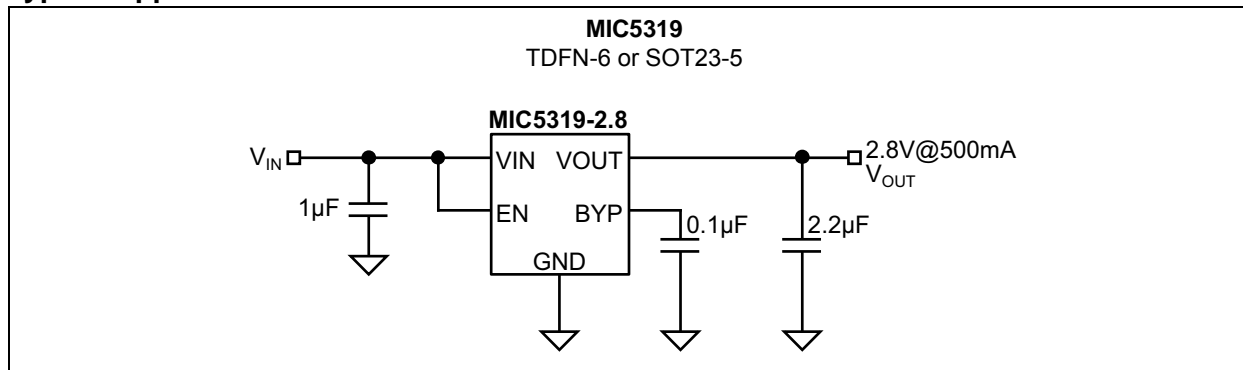 MIC5319
TDFN-6 or SOT23-5
MIC5319-2.8
VIN
VIN VOUT
2.8V@500mA
VOUT
1µF
EN BYP
0.1µF
2.2µF
GND